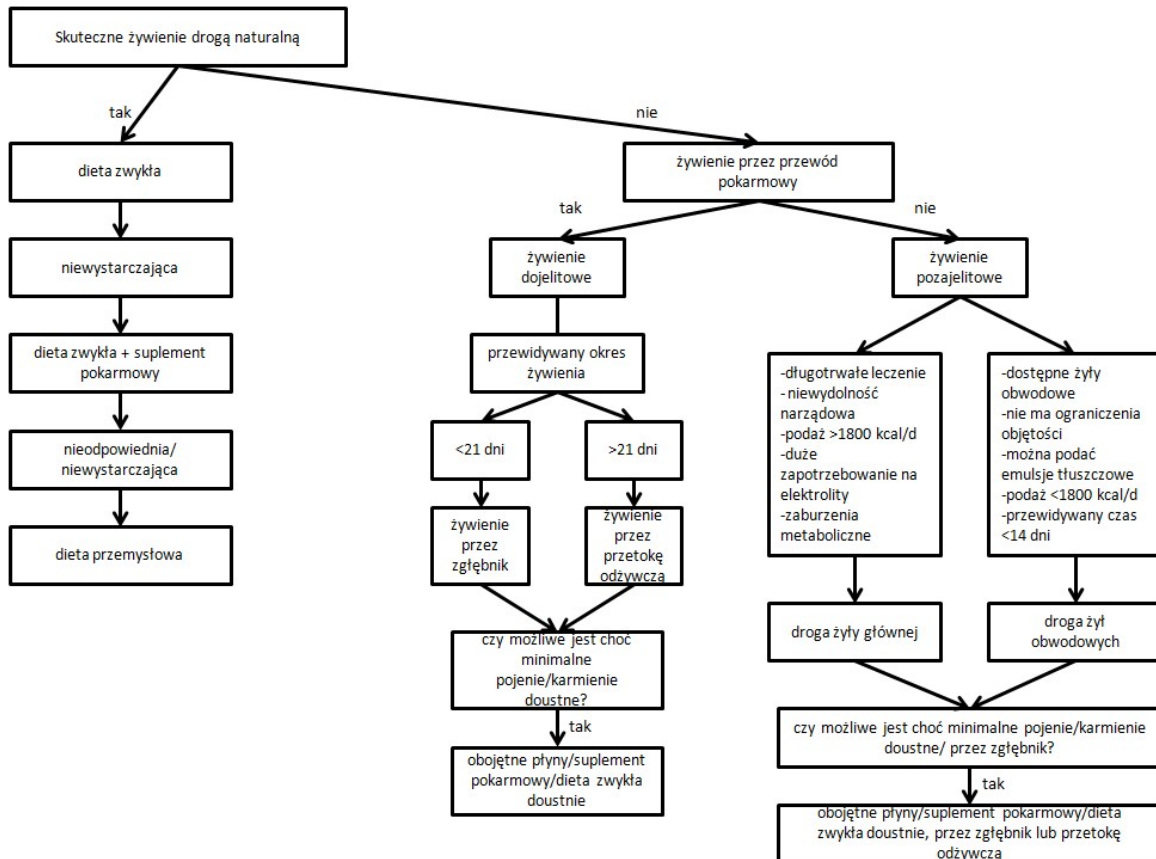 Skuteczne żywienie drogą naturalną
tak
nie
dieta zwykła
żywienie przez przewód
pokarmowy
tak
nie
niewystarczająca
żywienie
dojelitowe
żywienie
pozajelitowe
dieta zwykła + suplement
pokarmowy
przewidywany okres
żywienia
-długotrwałe leczenie
-niewydolność
narządowa
-podaż >1800 kcal/d
-duże
zapotrzebowanie na
elektrolity
-zaburzenia
metaboliczne
-dostępne żyły
obwodowe
-nie ma ograniczenia
objętości
-można podać
emulsje tłuszczowe
-podaż <1800 kcal/d
-przewidywany czas
<14 dni
nieodpowiednia/
niewystarczająca
<21 dni
>21 dni
dieta przemysłowa
żywienie
przez
zgłębnik
żywienie
przez
przetokę
odżywczą
droga żyły głównej
droga żył
obwodowych
czy możliwe jest choć
minimalne
pojenie/karmienie
doustne?
tak
obojętne płyny/suplement
pokarmowy/dieta zwykła
doustnie
czy możliwe jest choć minimalne pojenie/karmienie
doustne/ przez zgłębnik?
tak
obojętne płyny/suplement pokarmowy/dieta
zwykła doustnie, przez zgłębnik lub przetokę
odżywczą